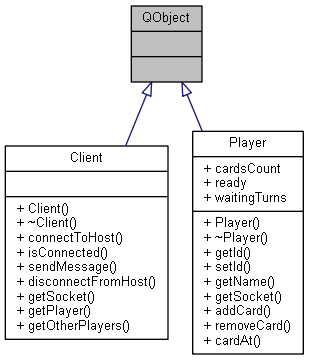 QObject
Client
+ Client()
+ ~Client()
+ connectToHost()
+ isConnected()
+ sendMessage()
+ disconnectFromHost()
+ getSocket()
+ getPlayer()
+ getOtherPlayers()
Player
+ cardsCount
+ ready
+ waitingTurns
+ Player()
+ ~Player()
+ getId()
+ setId()
+ getName()
+ getSocket()
+ addCard()
+ removeCard()
+ cardAt()